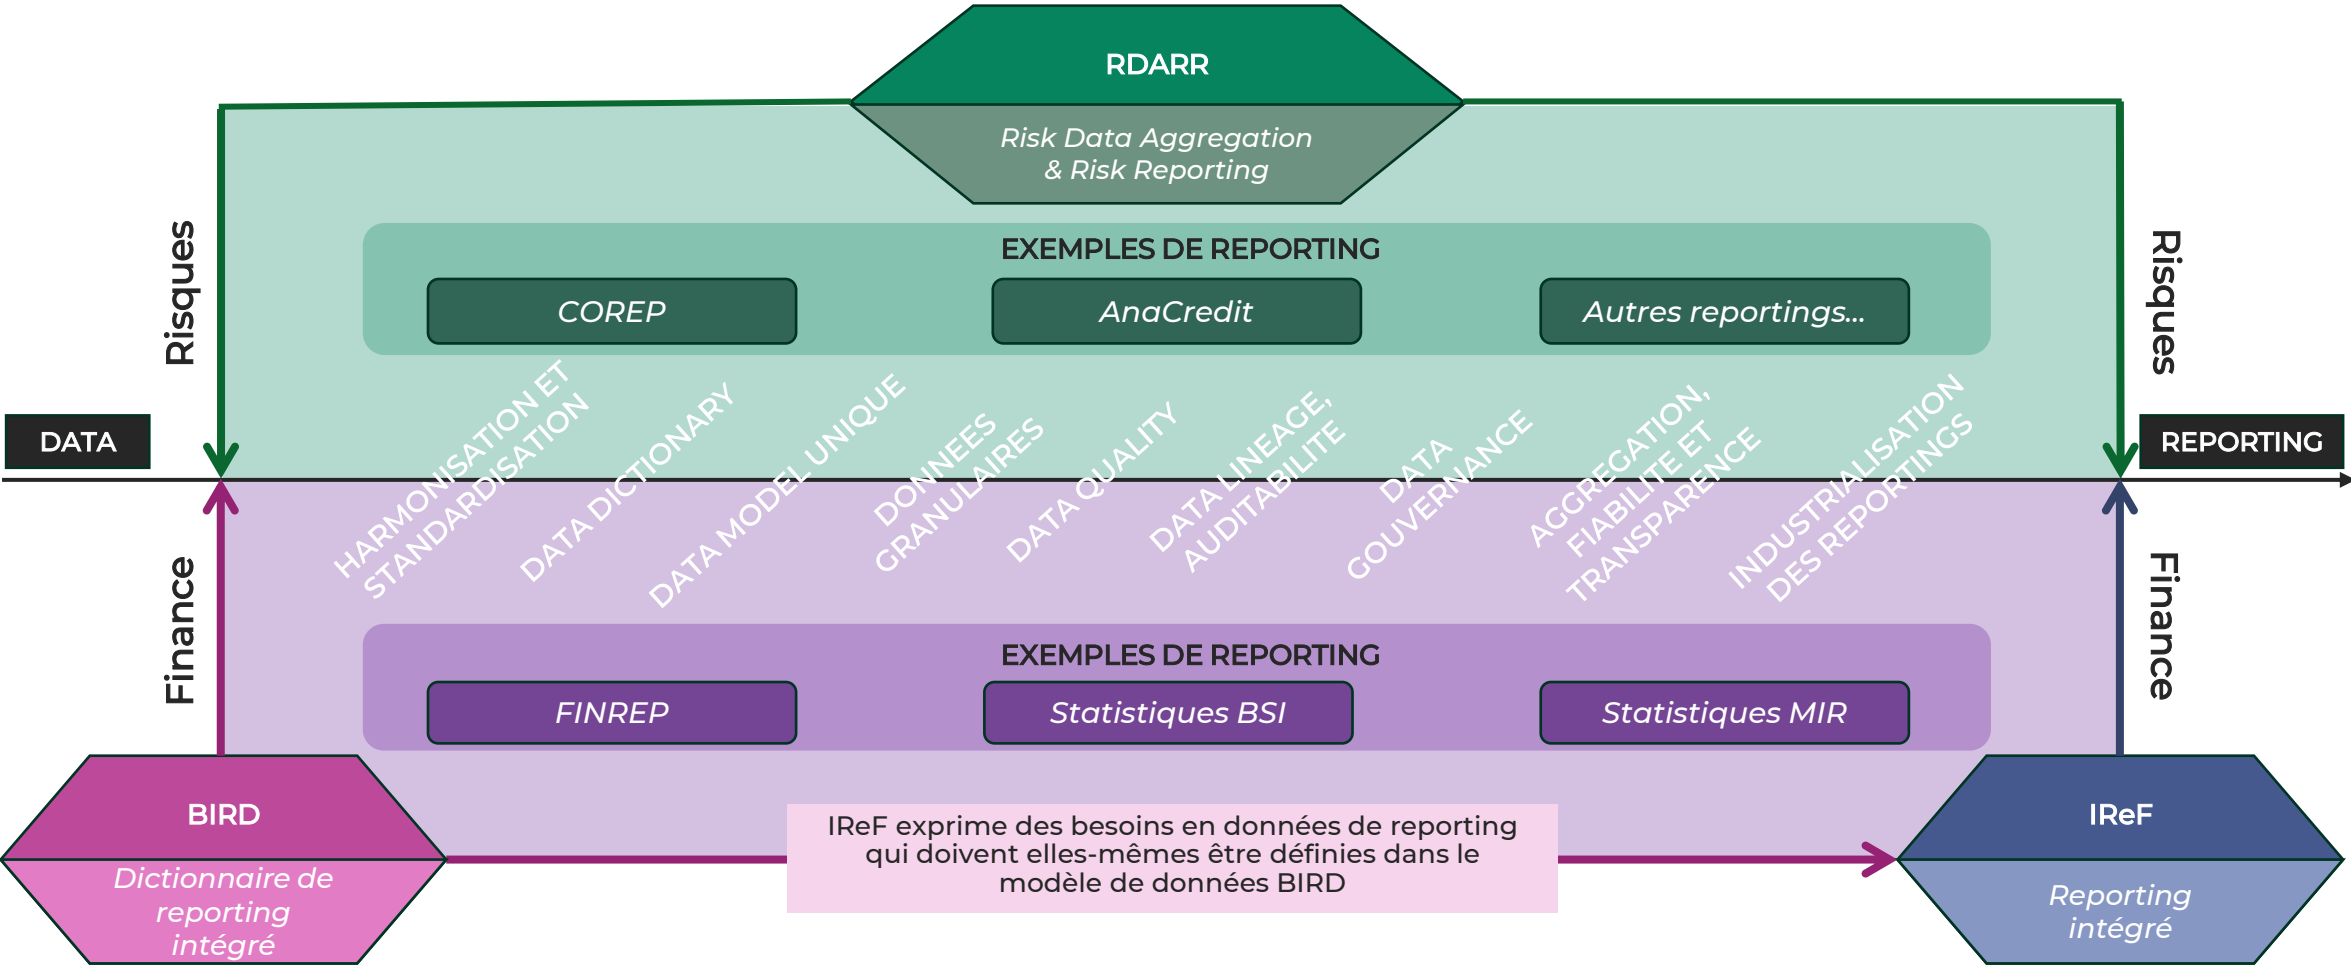 RDARR
Risk Data Aggregation
& Risk Reporting
Risques
Risques
EXEMPLES DE REPORTING
COREP
AnaCredit
Autres reportings...
DATA
REPORTING
HARMONISATION ET
STANDARDISATION
DATA DICTIONARY
DATA MODEL UNIQUE
DONNEES
GRANULAIRES
DATA QUALITY
DATA LINEAGE,
AUDITABILITE
DATA
GOUVERNANCE
AGGREGATION,
FIABILITE ET
TRANSPARENCE
INDUSTRIALISATION
DES REPORTINGS
Finance
Finance
EXEMPLES DE REPORTING
FINREP
Statistiques BSI
Statistiques MIR
BIRD
Dictionnaire de
reporting
intégré
IReF exprime des besoins en données de reporting
qui doivent elles-mêmes être définies dans le
modèle de données BIRD
IReF
Reporting
intégré